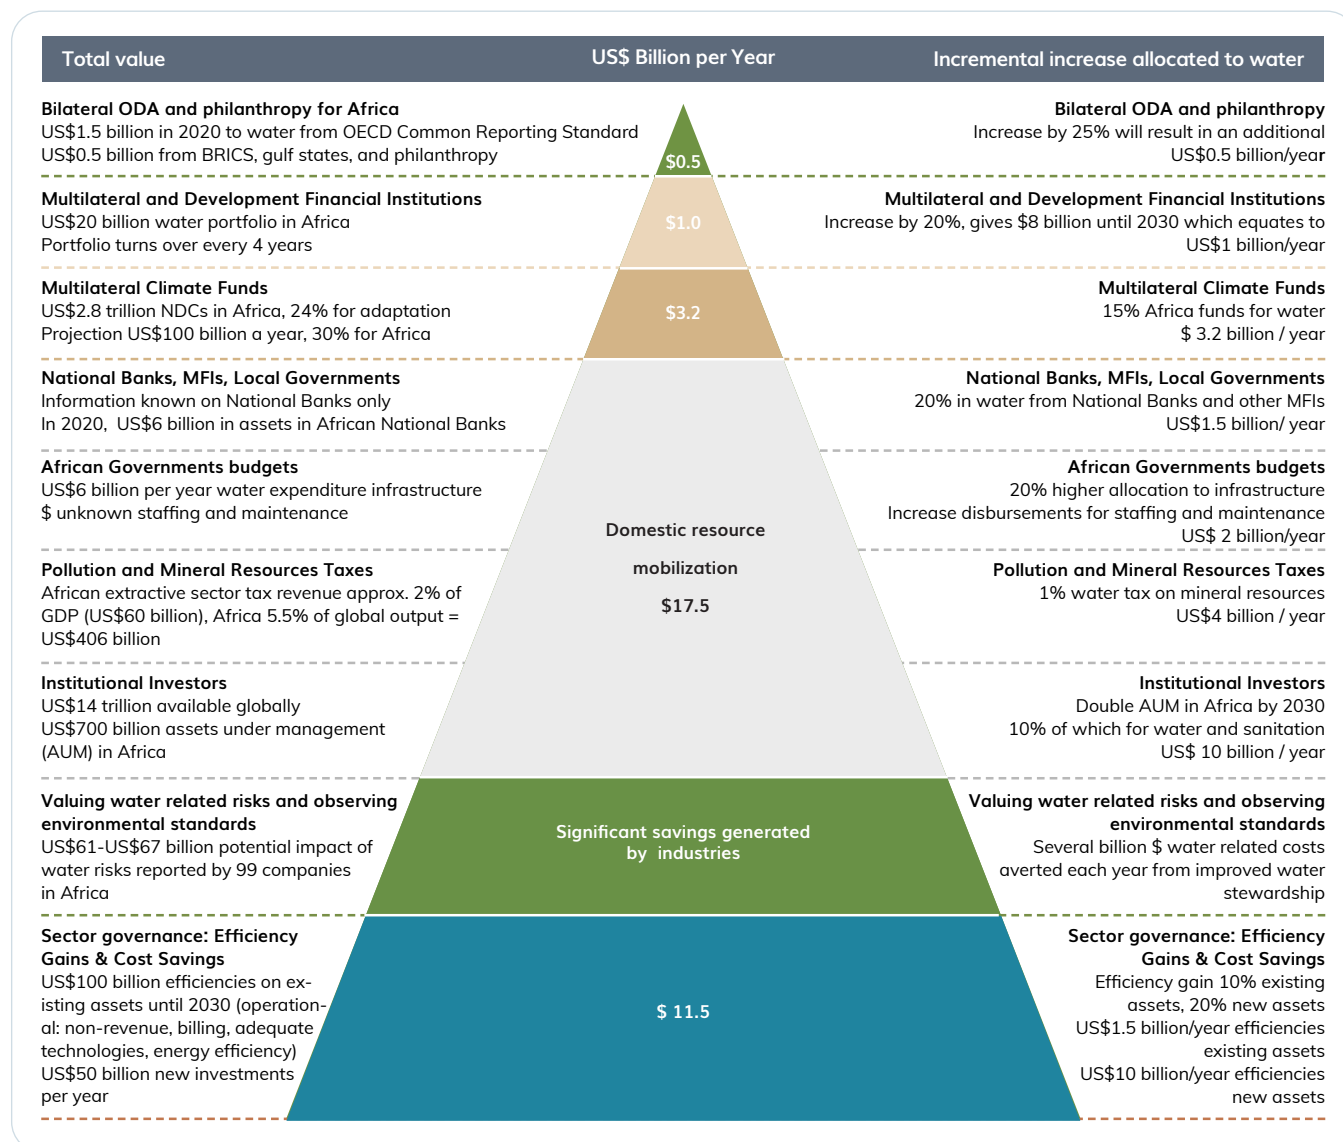 Total value
US$ Billion per Year
Incremental increase allocated to water
Bilateral ODA and philanthropy for Africa
US$1.5 billion in 2020 to water from OECD Common Reporting Standard
US$0.5 billion from BRICS, gulf states, and philanthropy
$0.5
Bilateral ODA and philanthropy
Increase by 25% will result in an additional
US$0.5 billion/year
Multilateral and Development Financial Institutions
US$20 billion water portfolio in Africa
Portfolio turns over every 4 years
$1.0
Multilateral and Development Financial Institutions
Increase by 20%, gives $8 billion until 2030 which equates to
US$1 billion/year
Multilateral Climate Funds
US$2.8 trillion NDCs in Africa, 24% for adaptation
Projection US$100 billion a year, 30% for Africa
$3.2
Multilateral Climate Funds
15% Africa funds for water
$ 3.2 billion / year
National Banks, MFIs, Local Governments
Information known on National Banks only
In 2020,  US$6 billion in assets in African National Banks
National Banks, MFIs, Local Governments
20% in water from National Banks and other MFIs
US$1.5 billion/ year
African Governments budgets
US$6 billion per year water expenditure infrastructure
$ unknown staffing and maintenance
African Governments budgets
20% higher allocation to infrastructure
Increase disbursements for staffing and maintenance
US$ 2 billion/year
Domestic resource
mobilization
$17.5
Pollution and Mineral Resources Taxes
African extractive sector tax revenue approx. 2% of
GDP (US$60 billion), Africa 5.5% of global output =
US$406 billion
Pollution and Mineral Resources Taxes
1% water tax on mineral resources
US$4 billion / year
Institutional Investors
US$14 trillion available globally
US$700 billion assets under management
(AUM) in Africa
Institutional Investors
Double AUM in Africa by 2030
10% of which for water and sanitation
US$ 10 billion / year
Valuing water related risks and observing
environmental standards
US$61-US$67 billion potential impact of
water risks reported by 99 companies
in Africa
Significant savings generated
by  industries
Valuing water related risks and observing
environmental standards
Several billion $ water related costs
averted each year from improved water
stewardship
Sector governance: Efficiency
Gains & Cost Savings
US$100 billion efficiencies on ex-
isting assets until 2030 (operation-
al: non-revenue, billing, adequate
technologies, energy efficiency)
US$50 billion new investments
per year
$ 11.5
Sector governance: Efficiency
Gains & Cost Savings
Efficiency gain 10% existing
assets, 20% new assets
US$1.5 billion/year efficiencies
existing assets
US$10 billion/year efficiencies
new assets